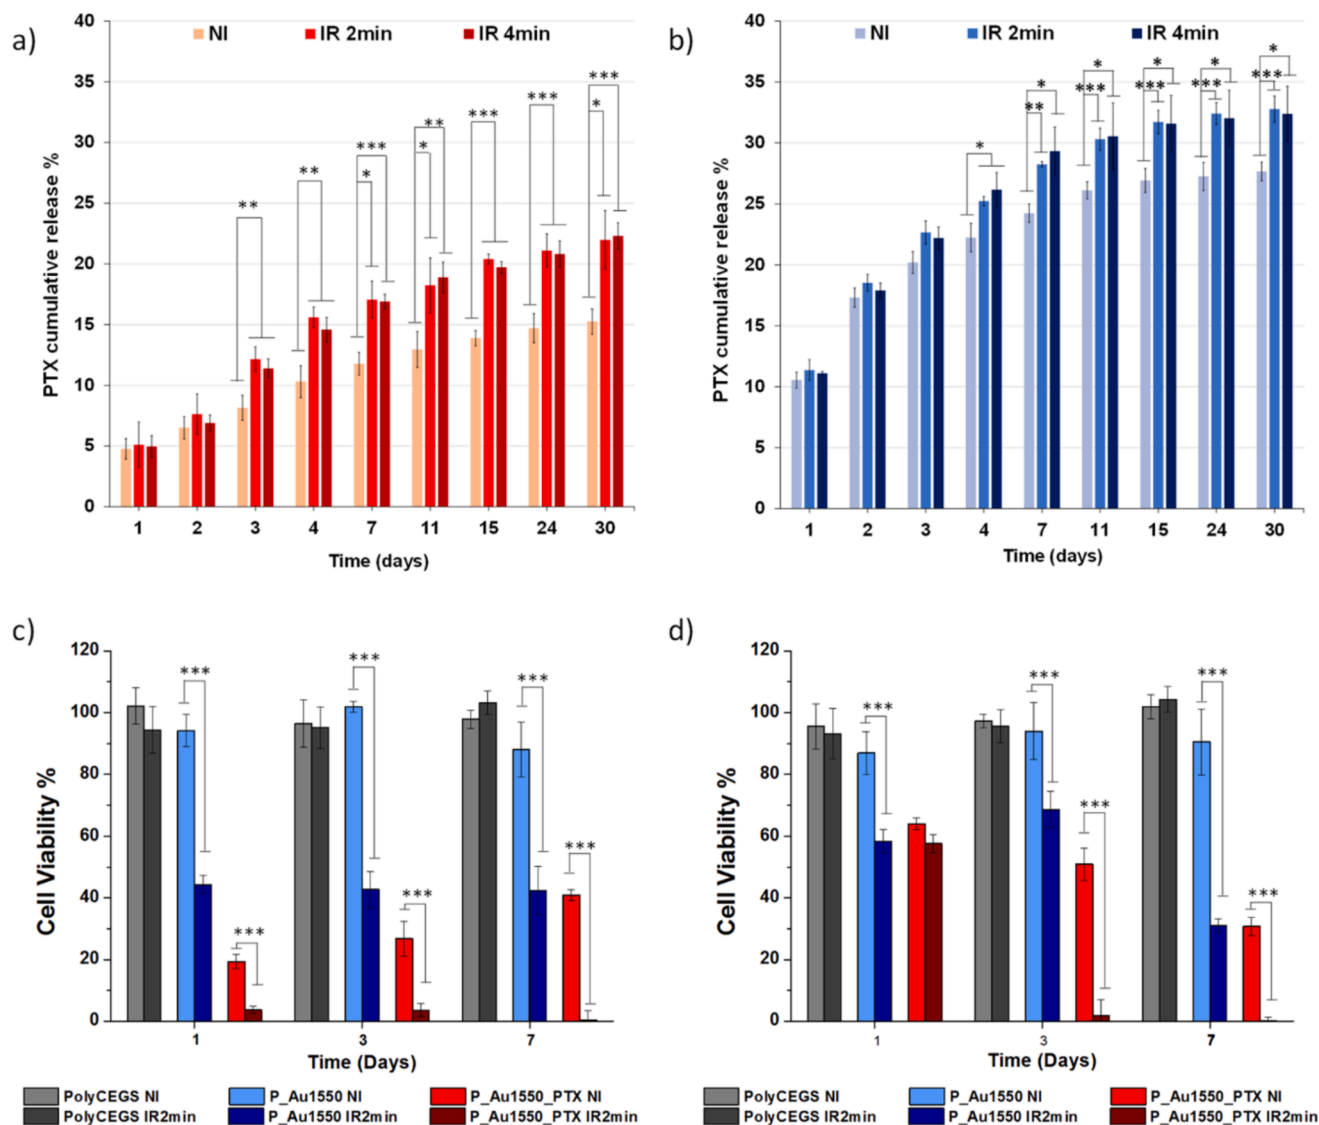 a)
NI IR 2min IR 4min
PTX cumulative release %
40
35
30
25
20
15
10
5
0
** ** *** * ** * *** *** *** *
1 2 3 4 7 11 15 24 30
Time (days)
b)
NI IR 2min IR 4min
PTX cumulative release %
40
35
30
25
20
15
10
5
0
* * ** * *** * *** * *** * ***
1 2 3 4 7 11 15 24 30
Time (days)
c)
Cell Viability %
120
100
80
60
40
20
0
*** *** *** *** *** ***
1 3 7
Time (Days)
PolyCEGS NI P_Au1550 NI P_Au1550_PTX NI
PolyCEGS IR2min P_Au1550 IR2min P_Au1550_PTX IR2min
d)
Cell Viability %
120
100
80
60
40
20
0
*** *** *** *** ***
1 3 7
Time (Days)
PolyCEGS NI P_Au1550 NI P_Au1550_PTX NI
PolyCEGS IR2min P_Au1550 IR2min P_Au1550_PTX IR2min